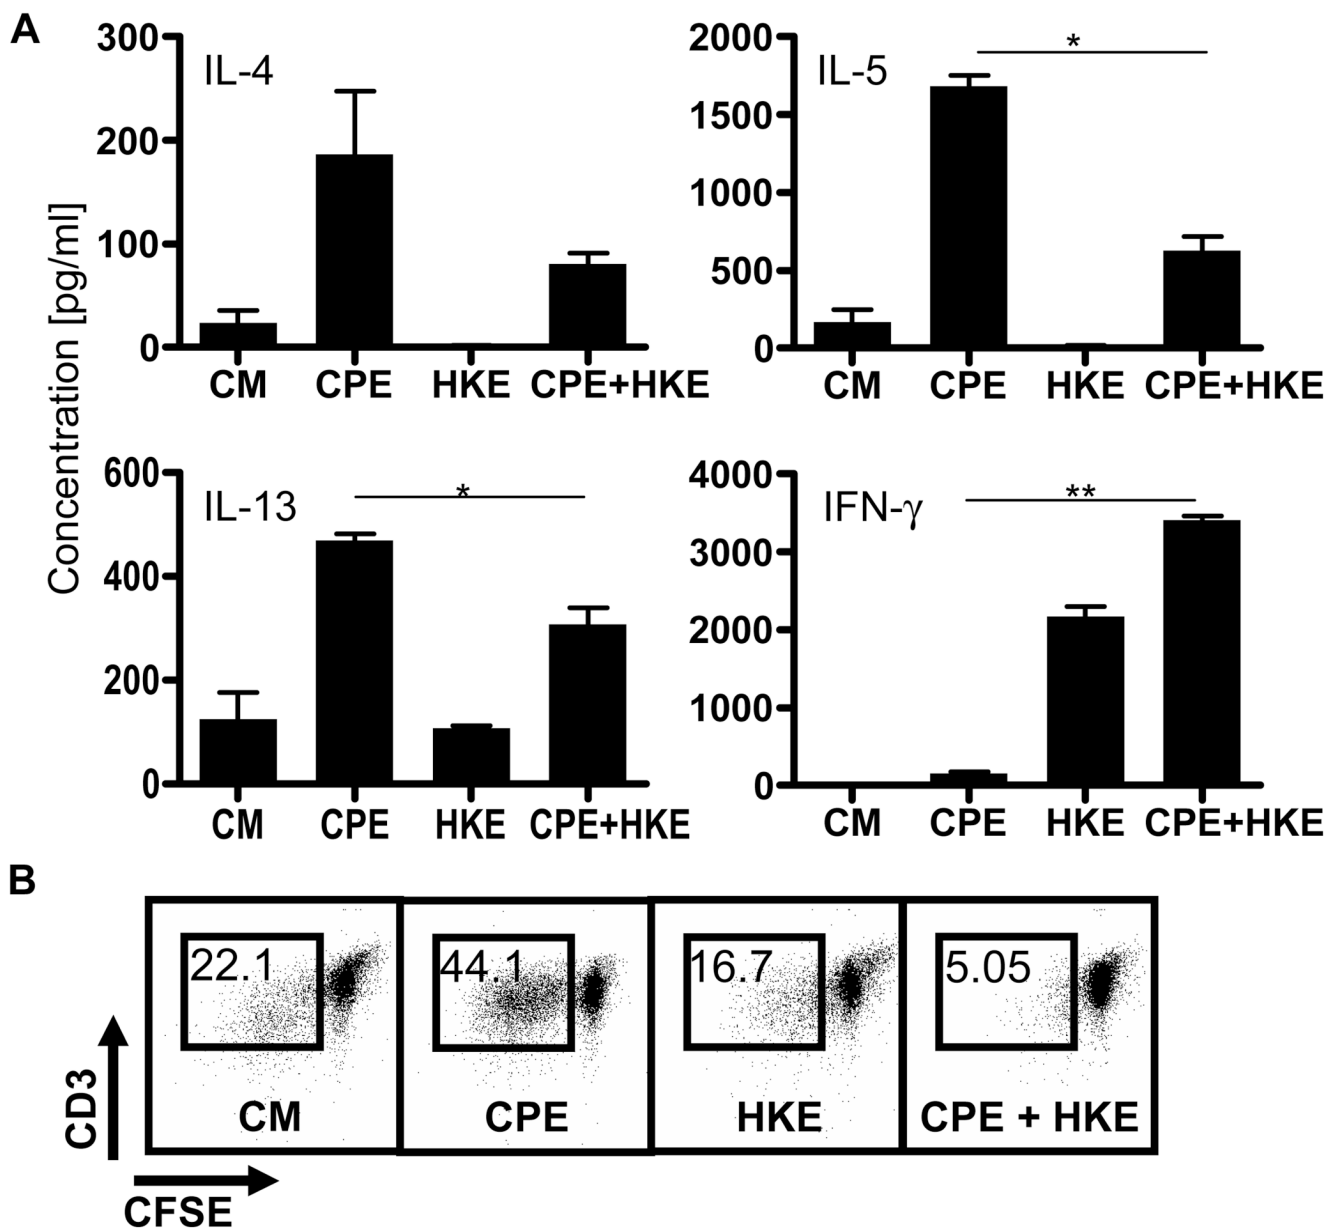 A
Concentration [pg/ml]
IL-4
300
200
100
0
CM CPE HKE CPE+HKE
IL-5
*
2000
1500
1000
500
0
CM CPE HKE CPE+HKE
IL-13
*
600
400
200
0
CM CPE HKE CPE+HKE
IFN-γ
**
4000
3000
2000
1000
0
CM CPE HKE CPE+HKE
B
22.1 44.1 16.7 5.05
CM CPE HKE CPE + HKE
CD3
CFSE